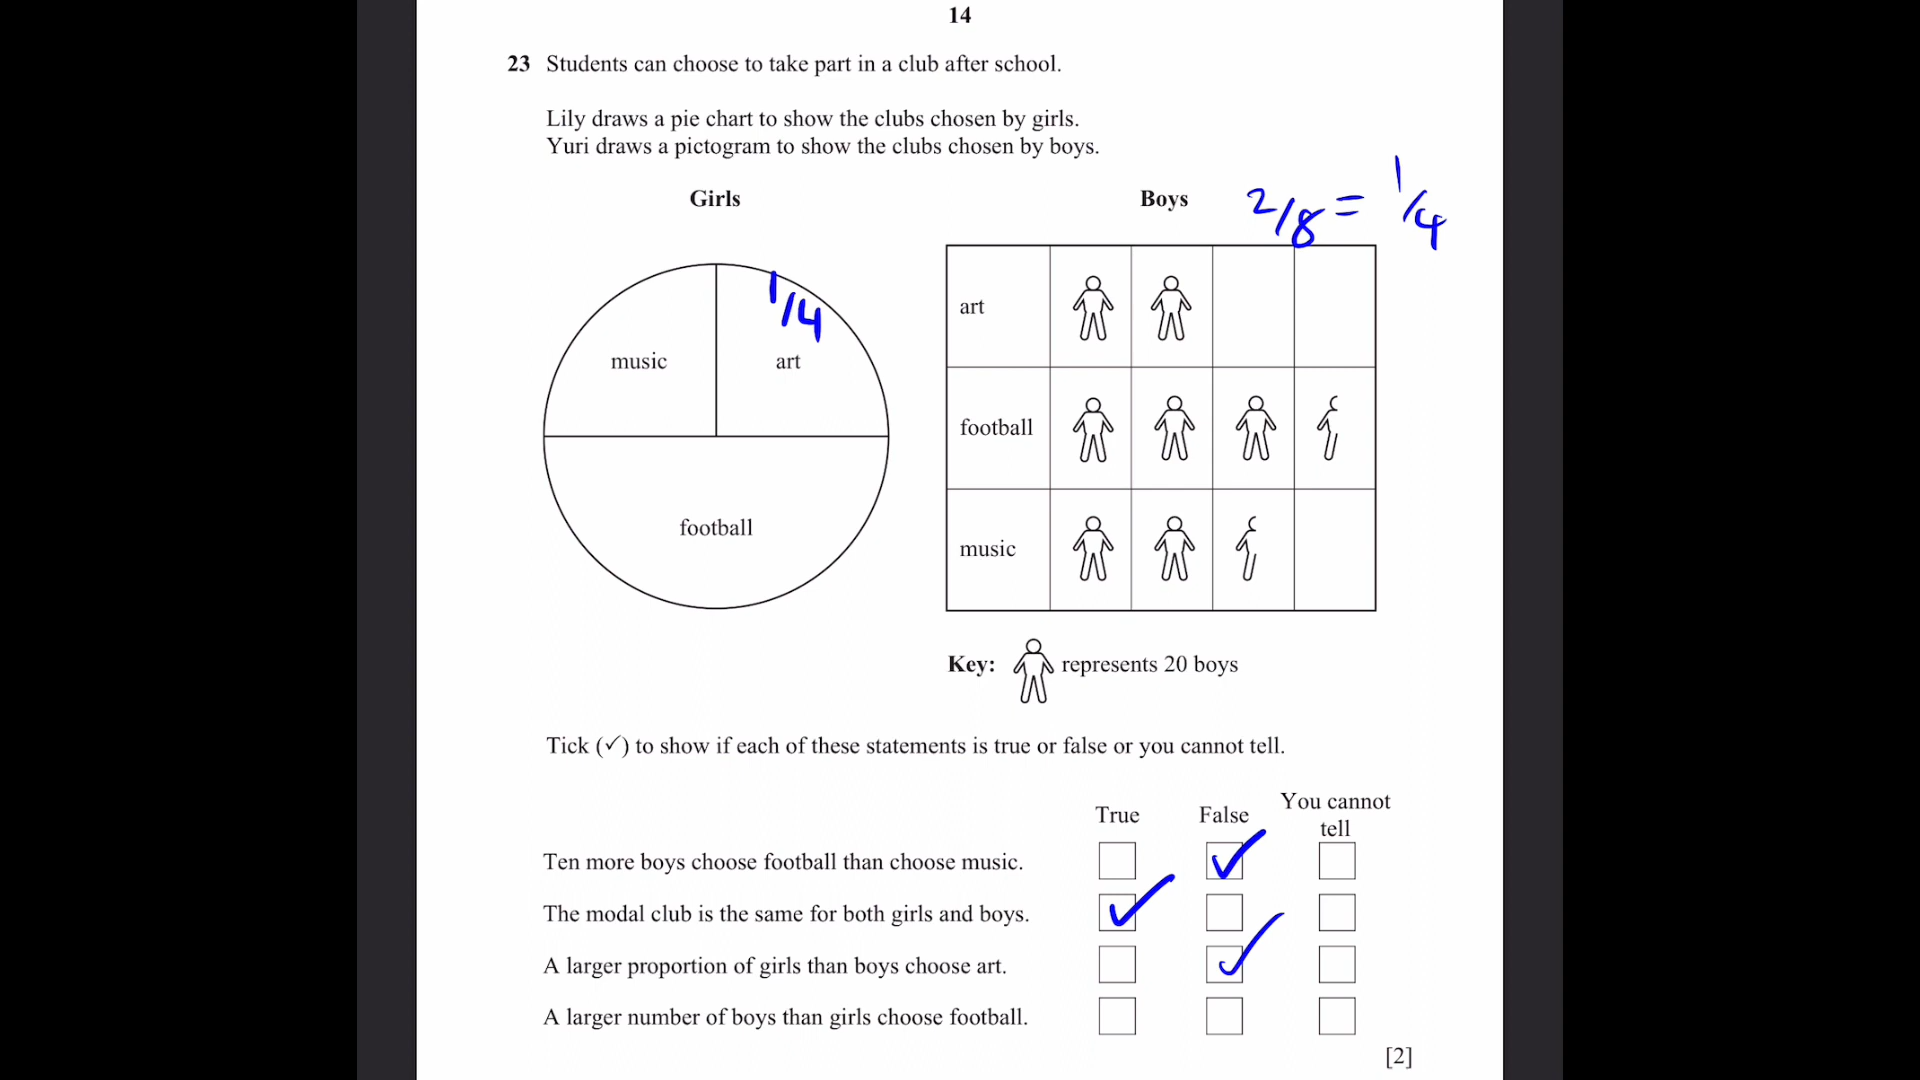 14
23 Students can choose to take part in a club after school.
Lily draws a pie chart to show the clubs chosen by girls.
Yuri draws a pictogram to show the clubs chosen by boys.
Girls
Boys
2/8 = 1/4
1/4
music
art
football
art
football
music
Key: represents 20 boys
Tick (✓) to show if each of these statements is true or false or you cannot tell.
True False You cannot tell
Ten more boys choose football than choose music.
The modal club is the same for both girls and boys.
A larger proportion of girls than boys choose art.
A larger number of boys than girls choose football.
[2]